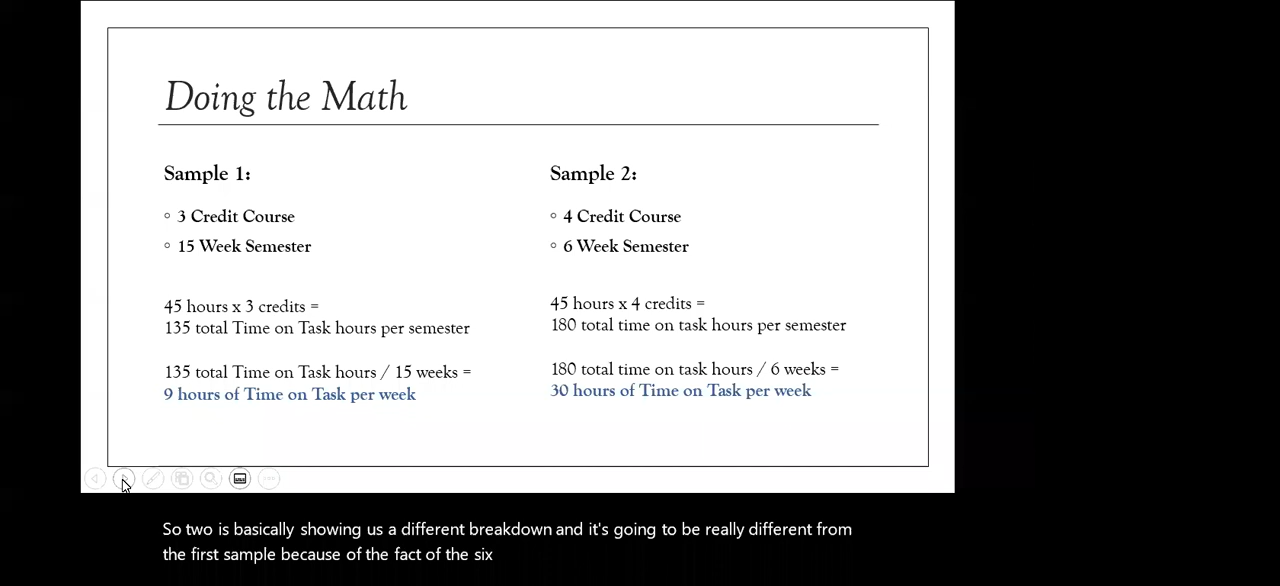 Doing the Math
Sample 1:
◦ 3 Credit Course
◦ 15 Week Semester
45 hours x 3 credits =
135 total Time on Task hours per semester
135 total Time on Task hours / 15 weeks =
9 hours of Time on Task per week
Sample 2:
◦ 4 Credit Course
◦ 6 Week Semester
45 hours x 4 credits =
180 total time on task hours per semester
180 total time on task hours / 6 weeks =
30 hours of Time on Task per week
So two is basically showing us a different breakdown and it's going to be really different from
the first sample because of the fact of the six